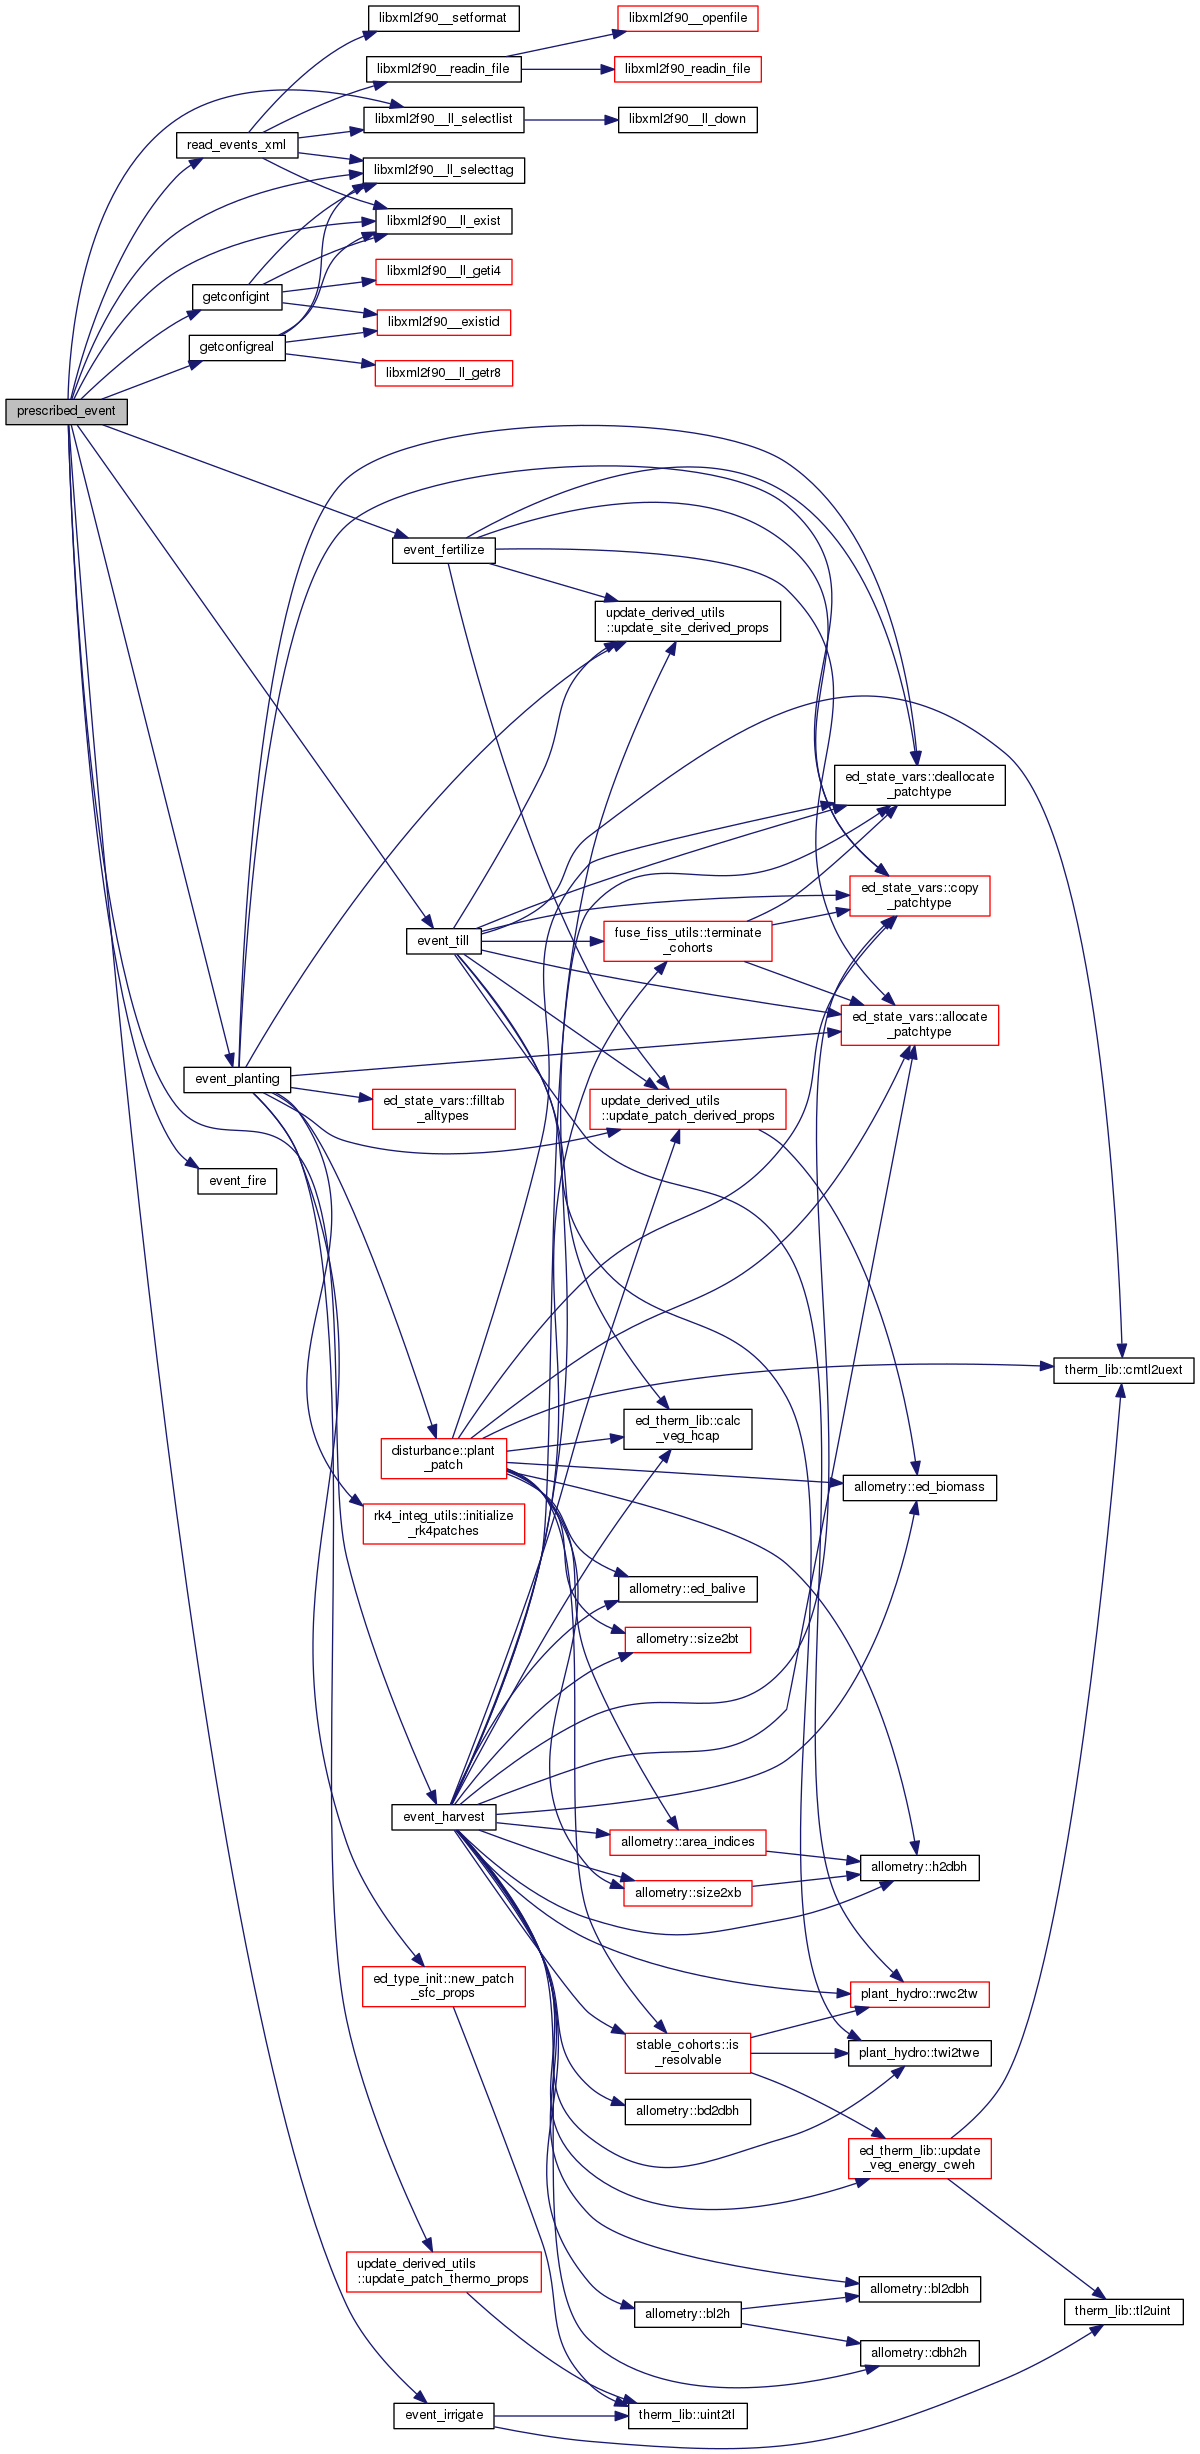 libxml2f90__setformat
libxml2f90__openfile
libxml2f90__readin_file
libxml2f90_readin_file
libxml2f90__ll_selectlist
libxml2f90__ll_down
read_events_xml
libxml2f90__ll_selecttag
libxml2f90__ll_exist
libxml2f90__ll_geti4
getconfigint
libxml2f90__existid
getconfigreal
libxml2f90__ll_getr8
prescribed_event
event_fertilize
update_derived_utils
::update_site_derived_props
ed_state_vars::deallocate
_patchtype
ed_state_vars::copy
_patchtype
event_till
fuse_fiss_utils::terminate
_cohorts
ed_state_vars::allocate
_patchtype
event_planting
ed_state_vars::filltab
_alltypes
update_derived_utils
::update_patch_derived_props
event_fire
therm_lib::cmtl2uext
ed_therm_lib::calc
_veg_hcap
disturbance::plant
_patch
allometry::ed_biomass
rk4_integ_utils::initialize
_rk4patches
allometry::ed_balive
allometry::size2bt
event_harvest
allometry::area_indices
allometry::h2dbh
allometry::size2xb
ed_type_init::new_patch
_sfc_props
plant_hydro::rwc2tw
stable_cohorts::is
_resolvable
plant_hydro::twi2twe
allometry::bd2dbh
ed_therm_lib::update
_veg_energy_cweh
update_derived_utils
::update_patch_thermo_props
allometry::bl2dbh
allometry::bl2h
therm_lib::tl2uint
allometry::dbh2h
event_irrigate
therm_lib::uint2tl